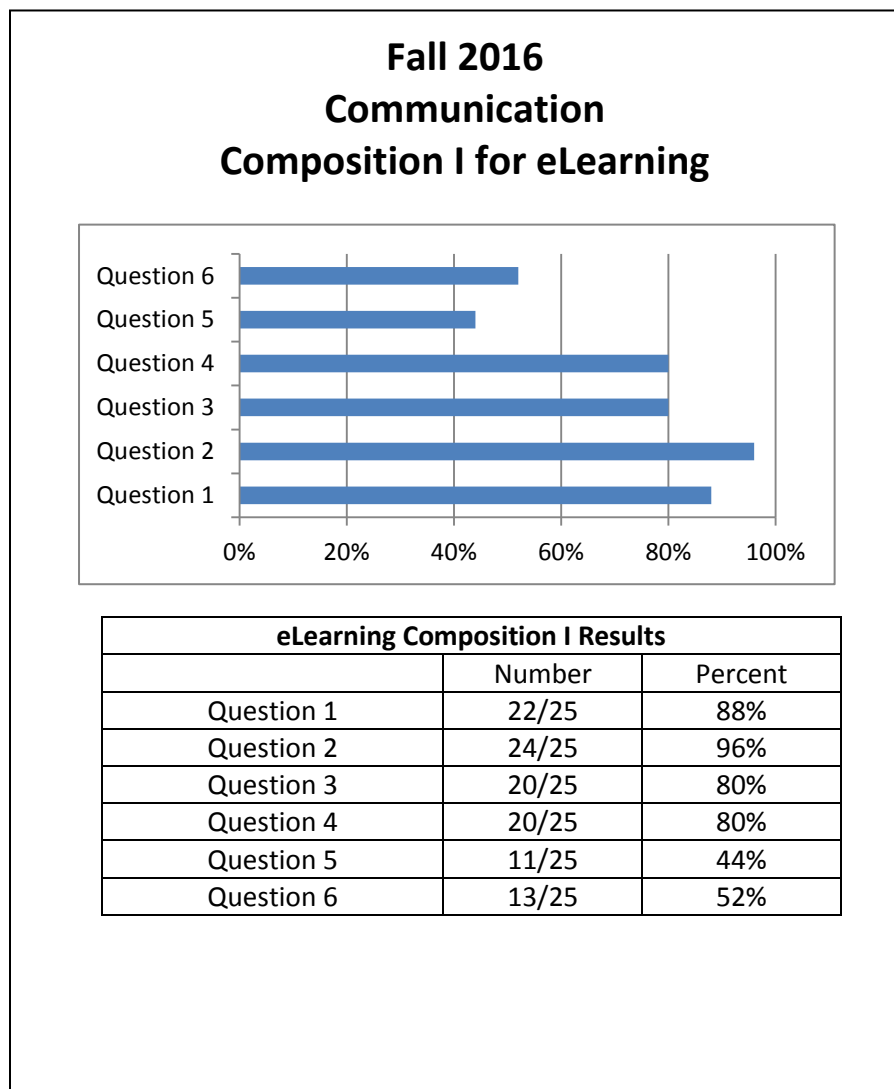 Fall 2016
Communication
Composition I for eLearning
Question 6
Question 5
Question 4
Question 3
Question 2
Question 1
0% 20% 40% 60% 80% 100%
eLearning Composition I Results
Number Percent
Question 1 22/25 88%
Question 2 24/25 96%
Question 3 20/25 80%
Question 4 20/25 80%
Question 5 11/25 44%
Question 6 13/25 52%